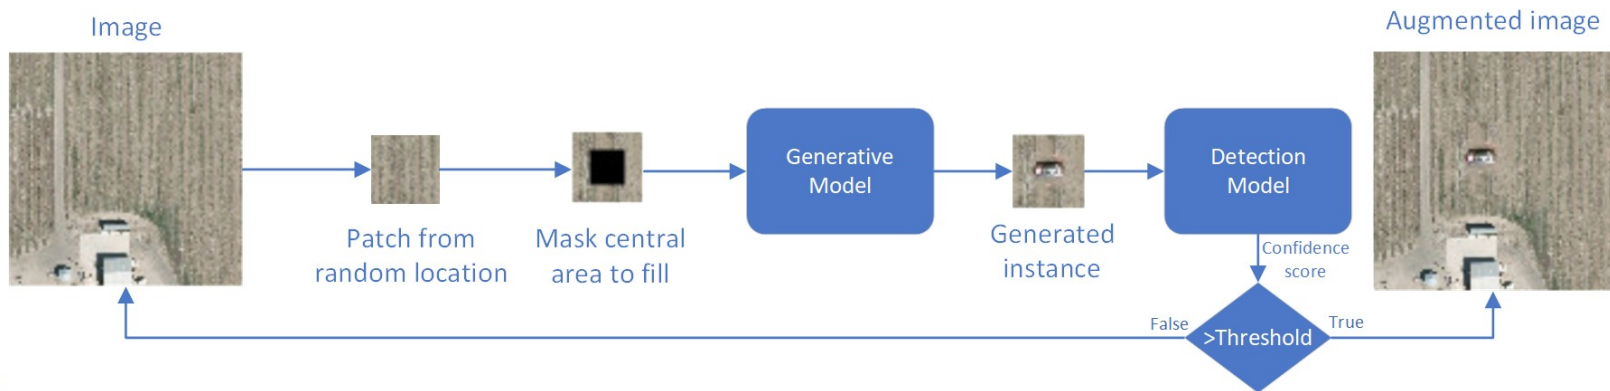 Image
Patch from
random location
Mask central
area to fill
Generative
Model
Generated
instance
Detection
Model
Confidence
score
>Threshold
False
True
Augmented image